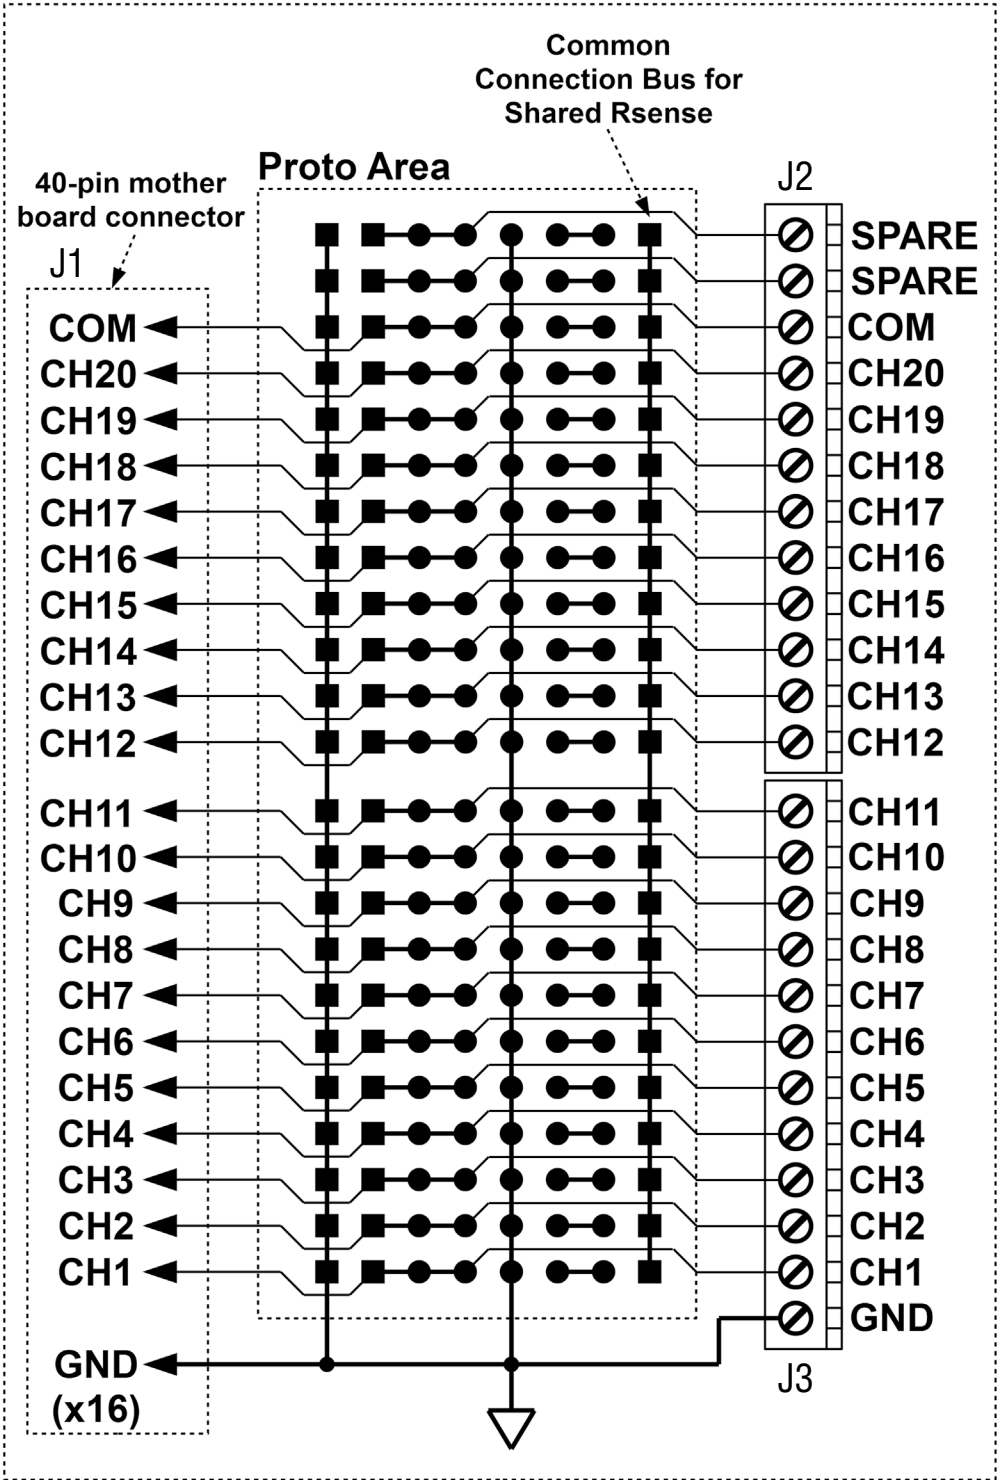 Common
Connection Bus for
Shared Rsense
Proto Area
J2
40-pin mother
board connector
J1
SPARE
SPARE
COM
COM
CH20
CH20
CH19
CH19
CH18
CH18
CH17
CH17
CH16
CH16
CH15
CH15
CH14
CH14
CH13
CH13
CH12
CH12
CH11
CH11
CH10
CH10
CH9
CH9
CH8
CH8
CH7
CH7
CH6
CH6
CH5
CH5
CH4
CH4
CH3
CH3
CH2
CH2
CH1
CH1
GND
GND
(x16)
J3